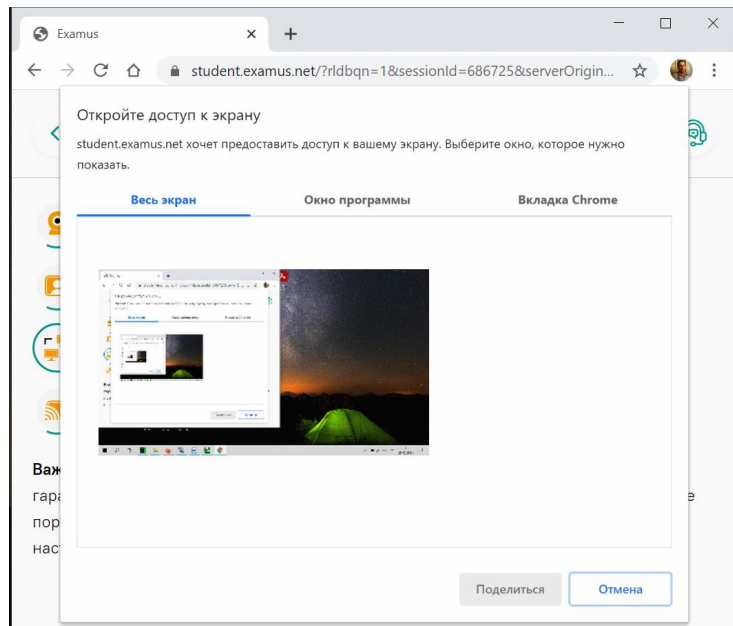 Examus
student.examus.net/?rldbqn=1&sessionId=686725&serverOrigin...
Откройте доступ к экрану
student.examus.net хочет предоставить доступ к вашему экрану. Выберите окно, которое нужно
показать.
Весь экран
Окно программы
Вкладка Chrome
Поделиться
Отмена